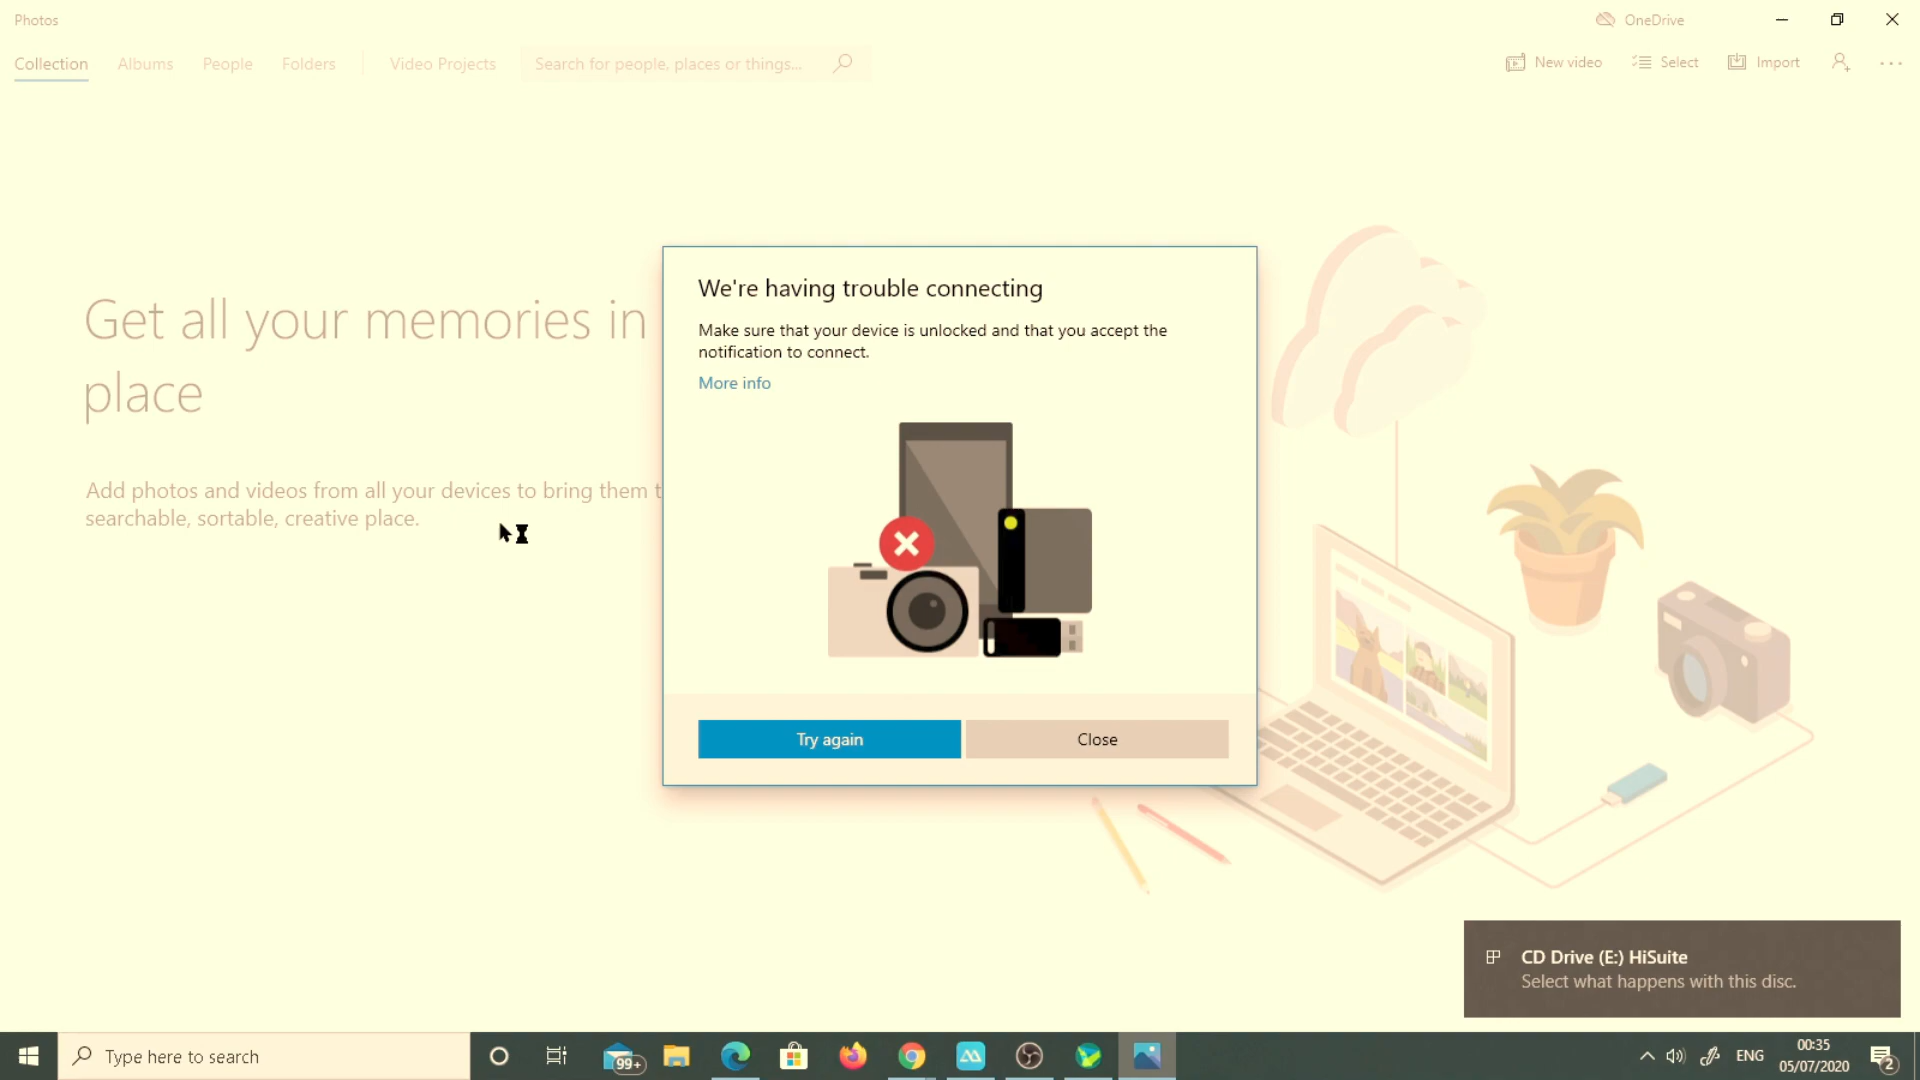 Photos
OneDrive
Collection
Albums
People
Folders
Video Projects
Search for people, places or things...
New video
Select
Import
Get all your memories in
place
Add photos and videos from all your devices to bring them t
searchable, sortable, creative place.
We're having trouble connecting
Make sure that your device is unlocked and that you accept the
notification to connect.
More info
Try again
Close
CD Drive (E:) HiSuite
Select what happens with this disc.
Type here to search
99+
ENG
00:35
05/07/2020
2